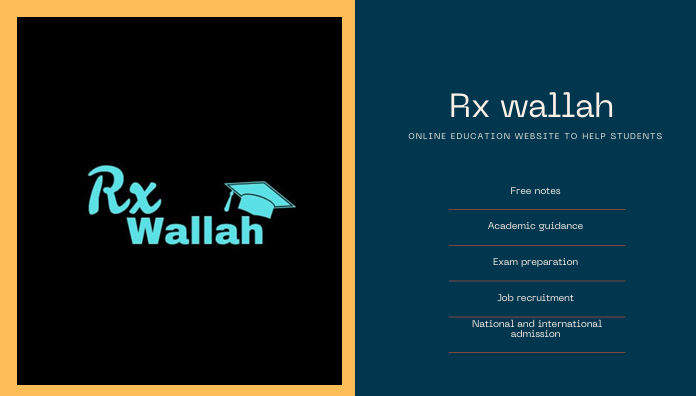 Rx
Wallah
Rx wallah
ONLINE EDUCATION WEBSITE TO HELP STUDENTS
Free notes
Academic guidance
Exam preparation
Job recruitment
National and international
admission